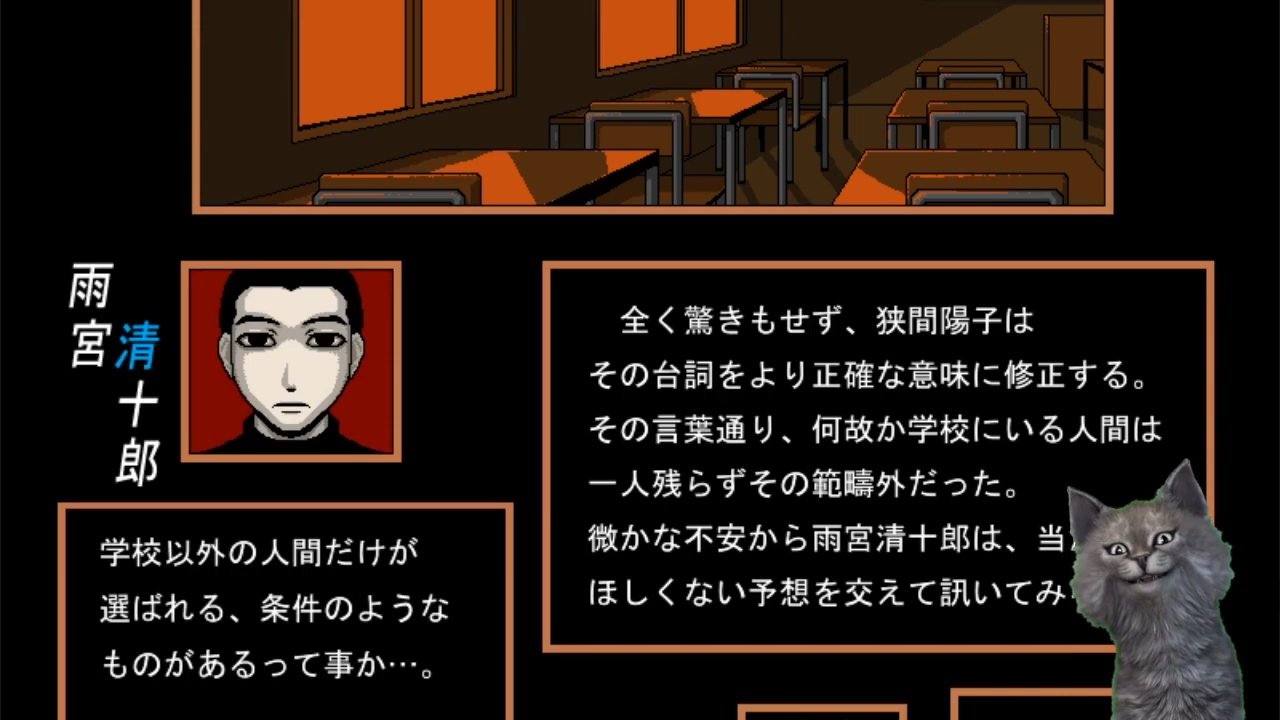 雨宮清十郎
全く驚きもせず、狭間陽子は
その台詞をより正確な意味に修正する。
その言葉通り、何故か学校にいる人間は
一人残らずその範疇外だった。
微かな不安から雨宮清十郎は、当
ほしくない予想を交えて訊いてみ
学校以外の人間だけが
選ばれる、条件のような
ものがあるって事か…。